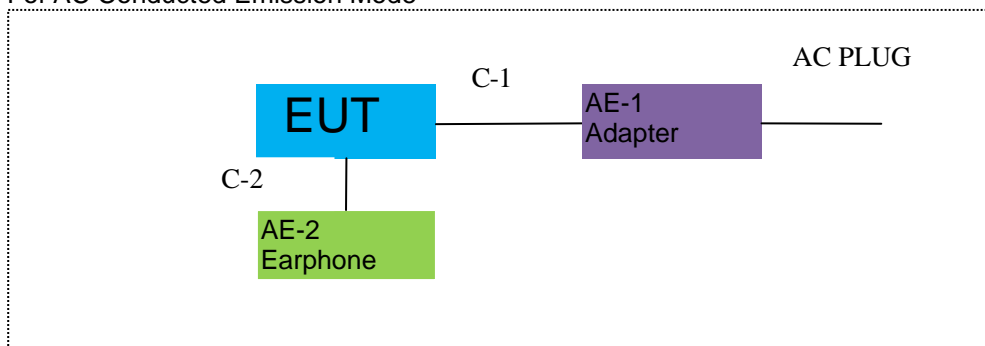 For AC Conducted Emission Mode
AC PLUG
C-1
EUT
AE-1
Adapter
C-2
AE-2
Earphone